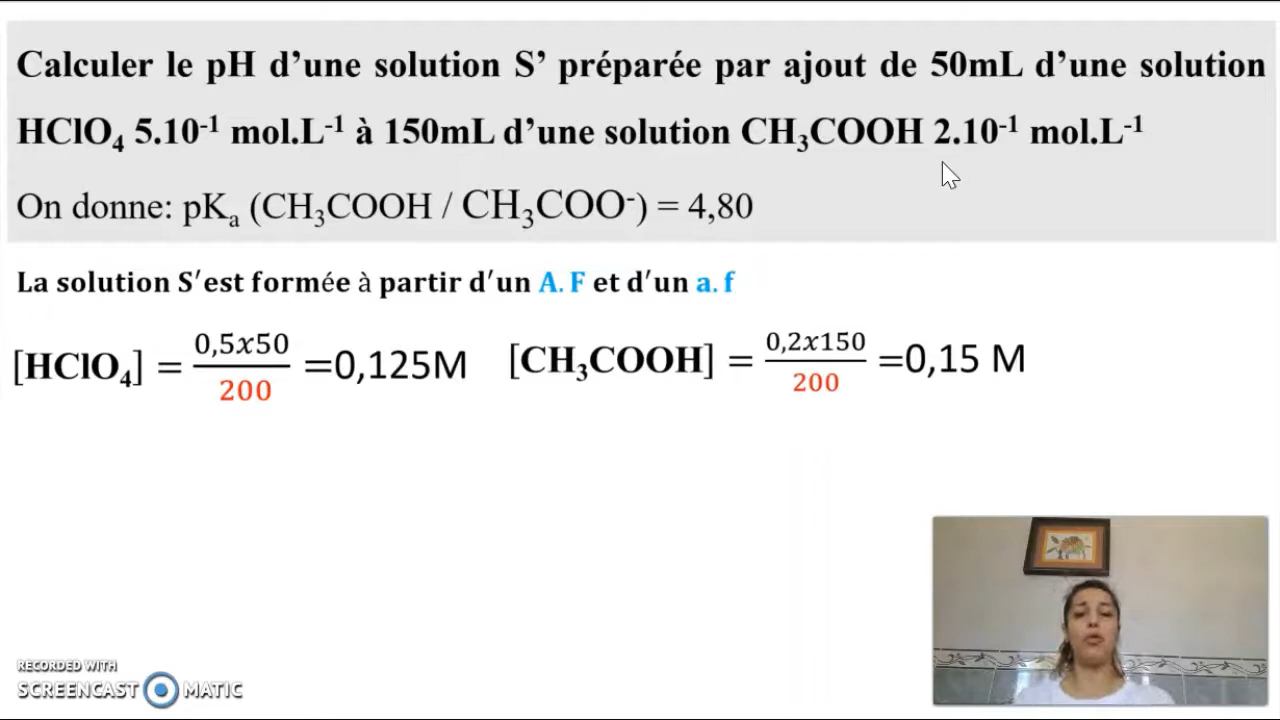 Calculer le pH d’une solution S’ préparée par ajout de 50mL d’une solution
HClO₄ 5.10⁻¹ mol.L⁻¹ à 150mL d’une solution CH₃COOH 2.10⁻¹ mol.L⁻¹
On donne: pKₐ (CH₃COOH / CH₃COO⁻) = 4,80
La solution S′est formée à partir d′un A. F et d′un a. f
[HClO₄] = 0,5x50/200 =0,125M [CH₃COOH] = 0,2x150/200 =0,15 M
RECORDED WITH
SCREENCAST MATIC